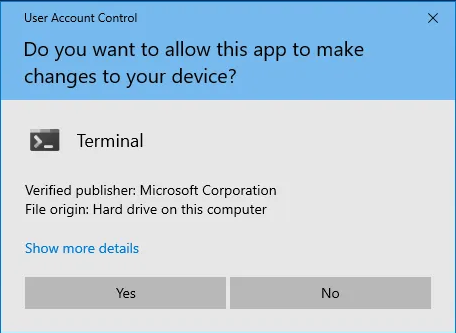 User Account Control
Do you want to allow this app to make
changes to your device?
Terminal
Verified publisher: Microsoft Corporation
File origin: Hard drive on this computer
Show more details
Yes
No